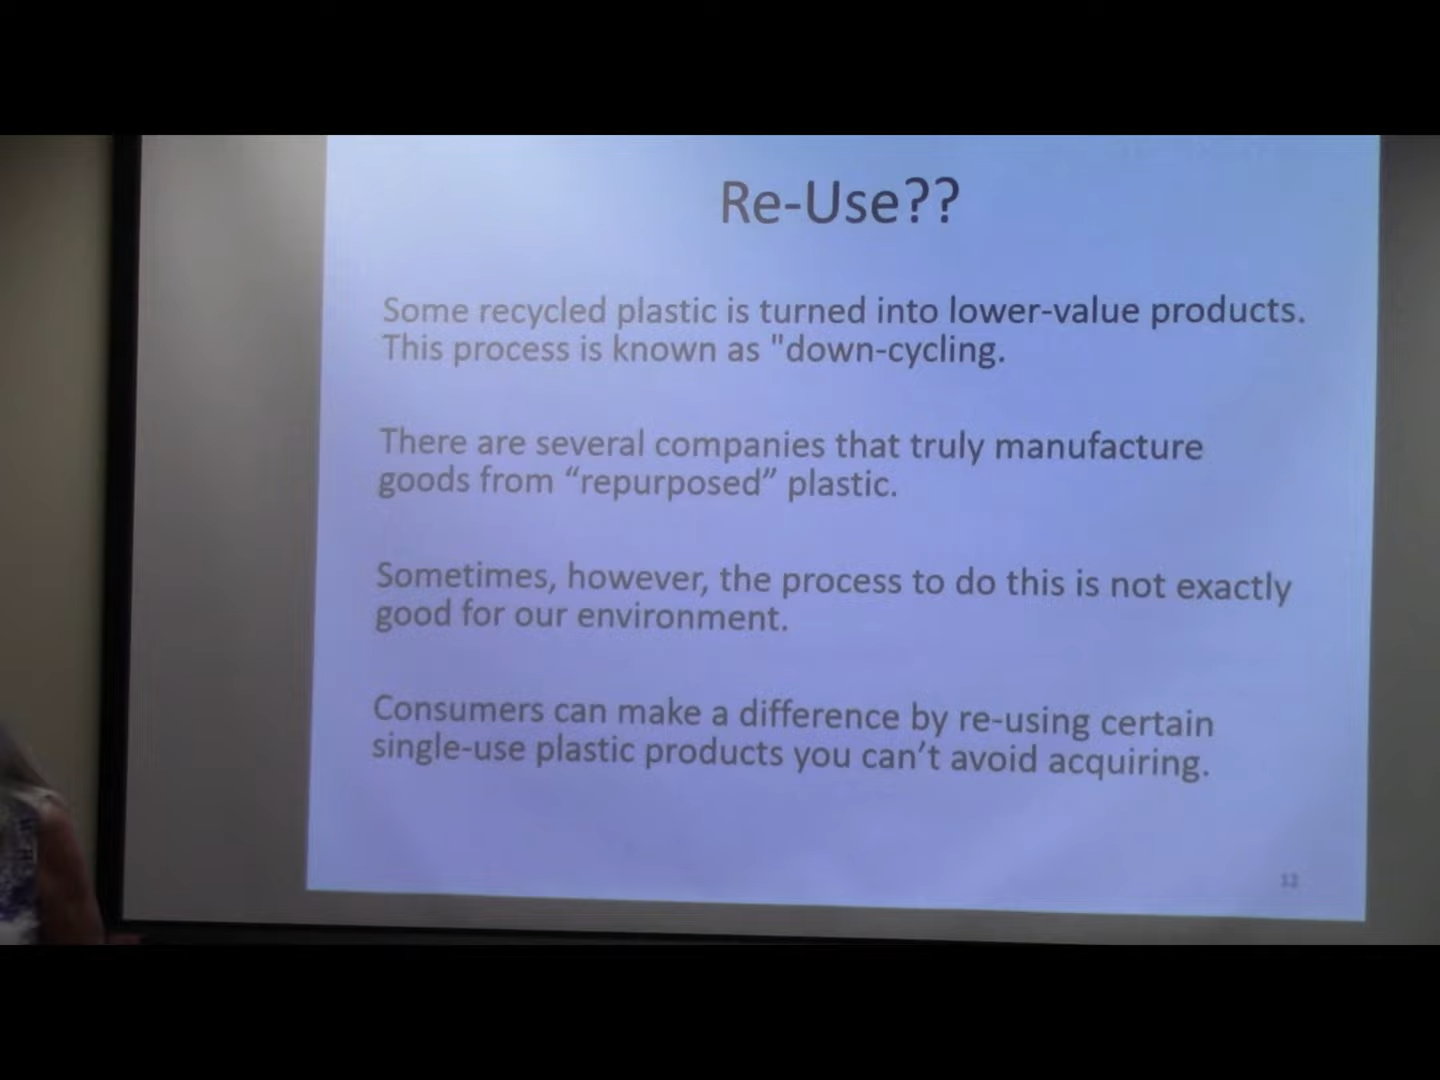 Re-Use??
Some recycled plastic is turned into lower-value products.
This process is known as "down-cycling.
There are several companies that truly manufacture
goods from “repurposed” plastic.
Sometimes, however, the process to do this is not exactly
good for our environment.
Consumers can make a difference by re-using certain
single-use plastic products you can’t avoid acquiring.